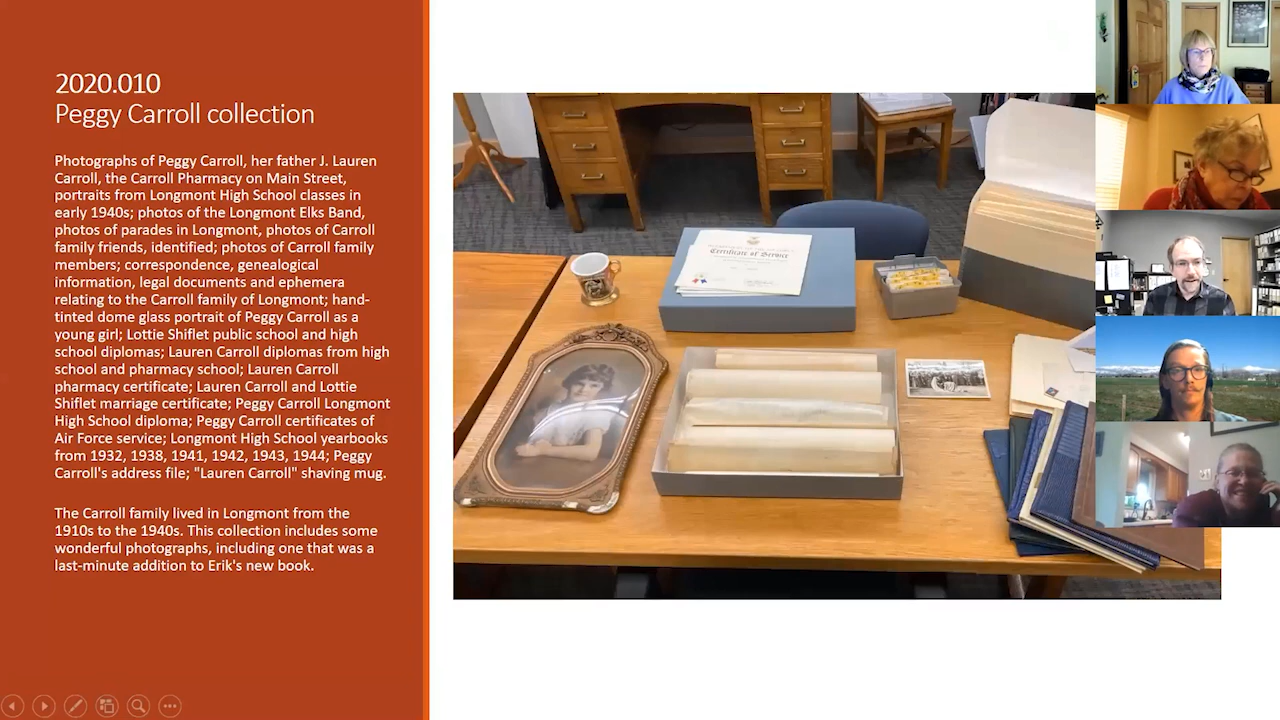 2020.010
Peggy Carroll collection
Photographs of Peggy Carroll, her father J. Lauren
Carroll, the Carroll Pharmacy on Main Street,
portraits from Longmont High School classes in
early 1940s; photos of the Longmont Elks Band,
photos of parades in Longmont, photos of Carroll
family friends, identified; photos of Carroll family
members; correspondence, genealogical
information, legal documents and ephemera
relating to the Carroll family of Longmont; hand-
tinted dome glass portrait of Peggy Carroll as a
young girl; Lottie Shiflet public school and high
school diplomas; Lauren Carroll diplomas from high
school and pharmacy school; Lauren Carroll
pharmacy certificate; Lauren Carroll and Lottie
Shiflet marriage certificate; Peggy Carroll Longmont
High School diploma; Peggy Carroll certificates of
Air Force service; Longmont High School yearbooks
from 1932, 1938, 1941, 1942, 1943, 1944; Peggy
Carroll's address file; "Lauren Carroll" shaving mug.
The Carroll family lived in Longmont from the
1910s to the 1940s. This collection includes some
wonderful photographs, including one that was a
last-minute addition to Erik's new book.
Certificate of Service